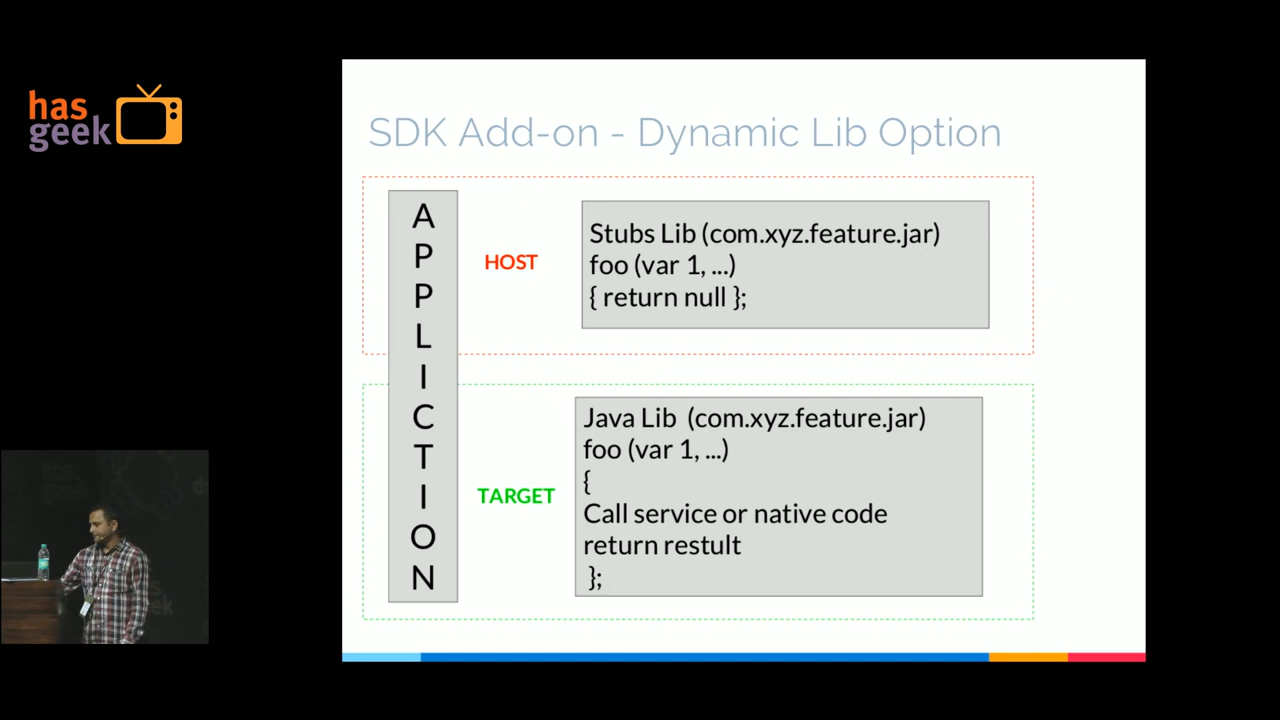 has
geek
SDK Add-on - Dynamic Lib Option
A
P
P
L
I
C
T
I
O
N
HOST
Stubs Lib (com.xyz.feature.jar)
foo (var 1, ...)
{ return null };
TARGET
Java Lib (com.xyz.feature.jar)
foo (var 1, ...)
{
Call service or native code
return restult
};